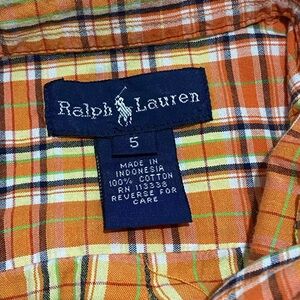 Ralph Lauren
5
MADE IN
INDONESIA
100% COTTON
RN 113338
REVERSE FOR
CARE